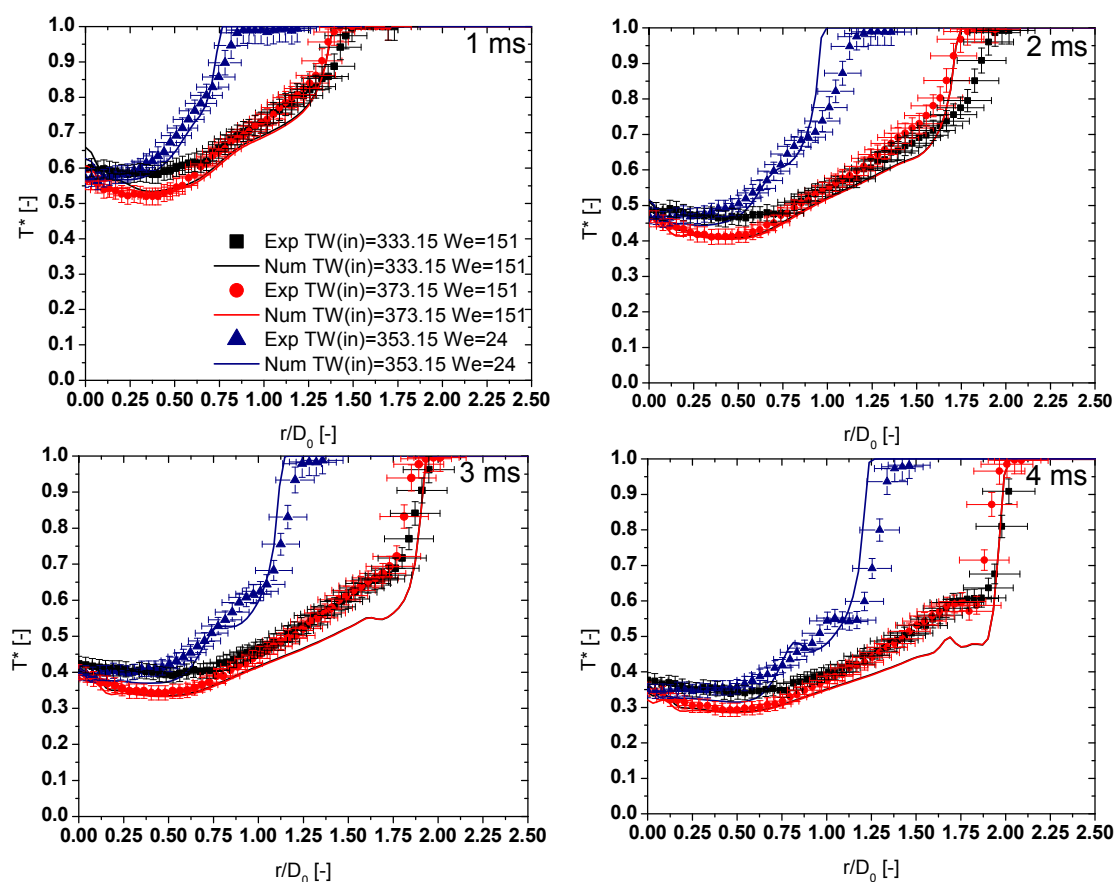 1 ms
1.0
0.9
0.8
0.7
0.6
0.5
0.4
0.3
0.2
0.1
0.0
T* [-]
Exp TW(in)=333.15 We=151
Num TW(in)=333.15 We=151
Exp TW(in)=373.15 We=151
Num TW(in)=373.15 We=151
Exp TW(in)=353.15 We=24
Num TW(in)=353.15 We=24
0.00 0.25 0.50 0.75 1.00 1.25 1.50 1.75 2.00 2.25 2.50
r/D0 [-]
2 ms
1.0
0.9
0.8
0.7
0.6
0.5
0.4
0.3
0.2
0.1
0.0
T* [-]
0.00 0.25 0.50 0.75 1.00 1.25 1.50 1.75 2.00 2.25 2.50
r/D0 [-]
3 ms
1.0
0.9
0.8
0.7
0.6
0.5
0.4
0.3
0.2
0.1
0.0
T* [-]
0.00 0.25 0.50 0.75 1.00 1.25 1.50 1.75 2.00 2.25 2.50
r/D0 [-]
4 ms
1.0
0.9
0.8
0.7
0.6
0.5
0.4
0.3
0.2
0.1
0.0
T* [-]
0.00 0.25 0.50 0.75 1.00 1.25 1.50 1.75 2.00 2.25 2.50
r/D0 [-]